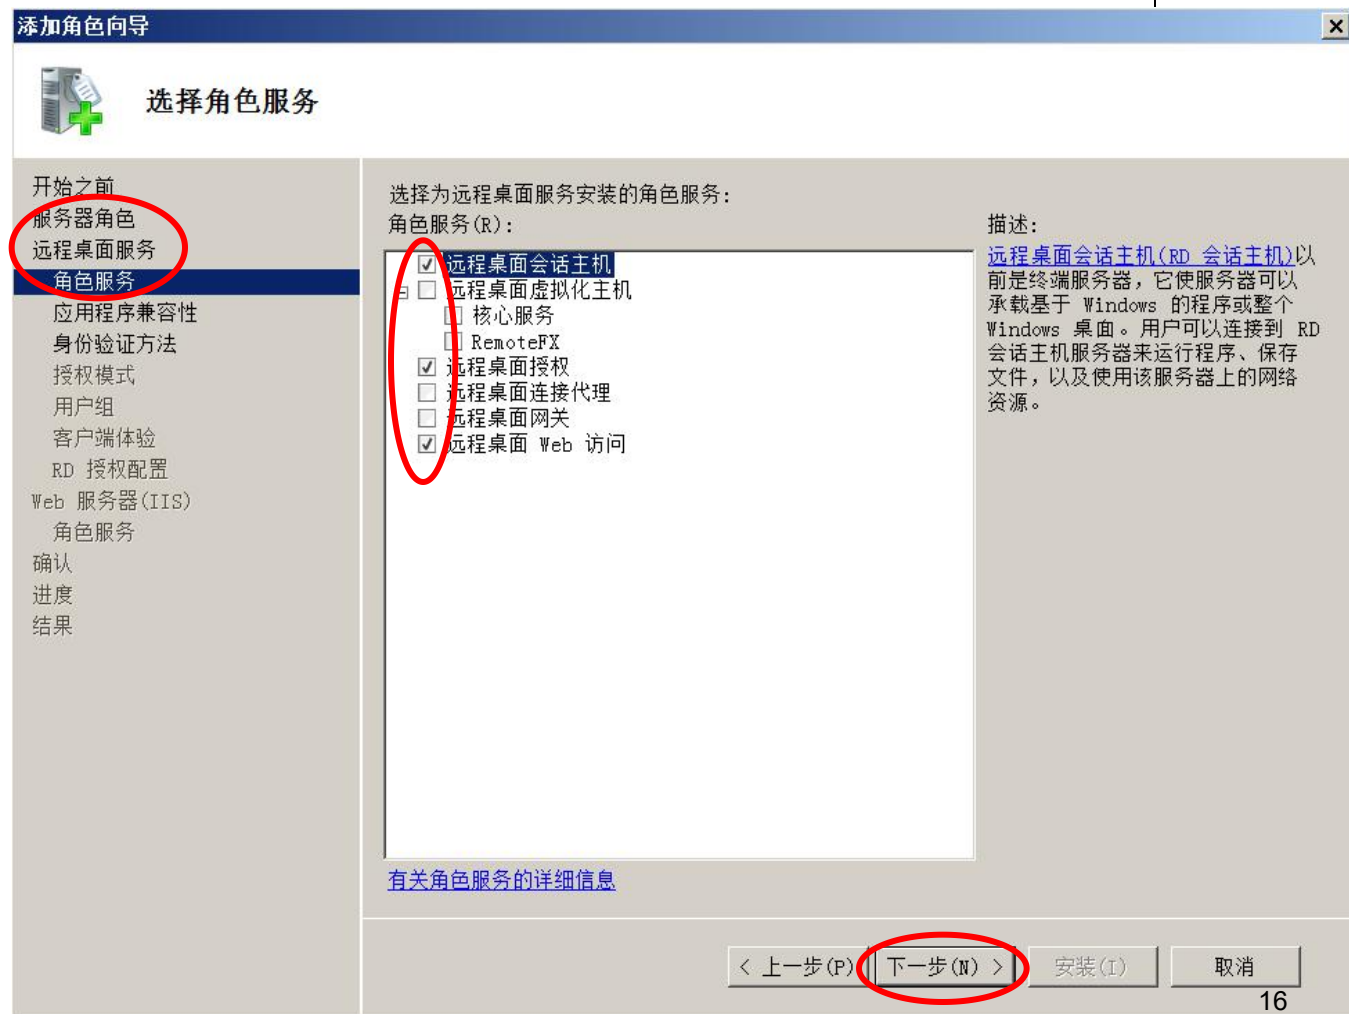 添加角色向导
选择角色服务
开始之前
服务器角色
远程桌面服务
角色服务
应用程序兼容性
身份验证方法
授权模式
用户组
客户端体验
RD 授权配置
Web 服务器(IIS)
角色服务
确认
进度
结果
选择为远程桌面服务安装的角色服务:
角色服务(R):
远程桌面会话主机
远程桌面虚拟化主机
核心服务
RemoteFX
远程桌面授权
远程桌面连接代理
远程桌面网关
远程桌面 Web 访问
有关角色服务的详细信息
描述:
远程桌面会话主机(RD 会话主机)以
前是终端服务器，它使服务器可以
承载基于 Windows 的程序或整个
Windows 桌面。用户可以连接到 RD
会话主机服务器来运行程序、保存
文件，以及使用该服务器上的网络
资源。
< 上一步(P)
下一步(N) >
安装(I)
取消
16